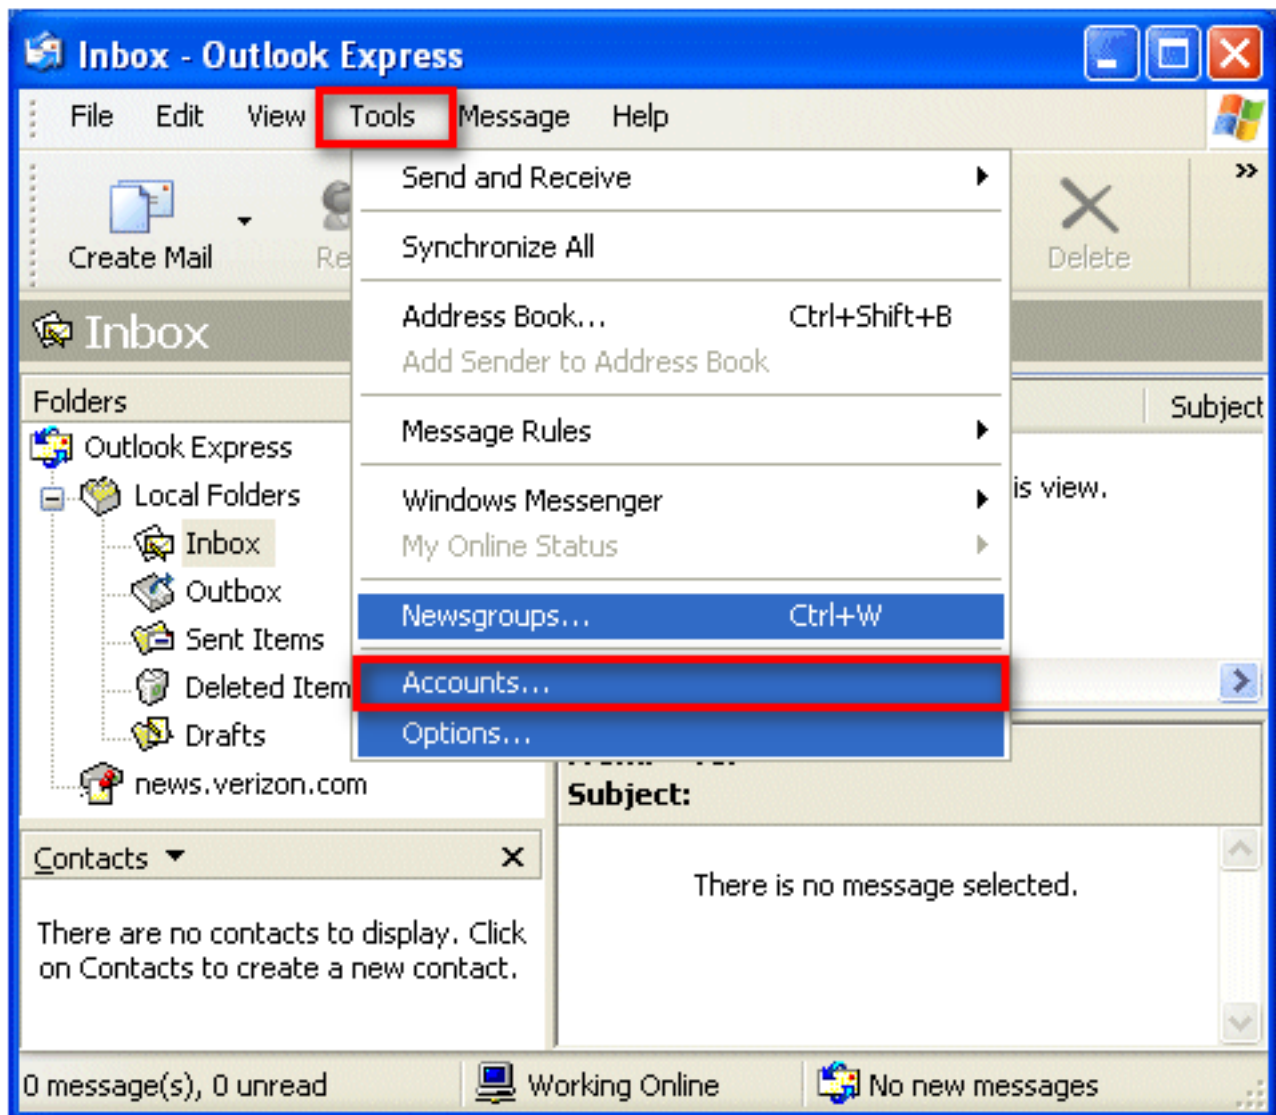 Inbox - Outlook Express
File Edit View Tools Message Help
Create Mail
Re
Delete
Send and Receive
Synchronize All
Address Book... Ctrl+Shift+B
Add Sender to Address Book
Message Rules
Windows Messenger
My Online Status
Newsgroups... Ctrl+W
Accounts...
Options...
Inbox
Folders
Outlook Express
Local Folders
Inbox
Outbox
Sent Items
Deleted Item
Drafts
news.verizon.com
Subject
is view.
Subject:
There is no message selected.
Contacts
There are no contacts to display. Click
on Contacts to create a new contact.
0 message(s), 0 unread Working Online No new messages